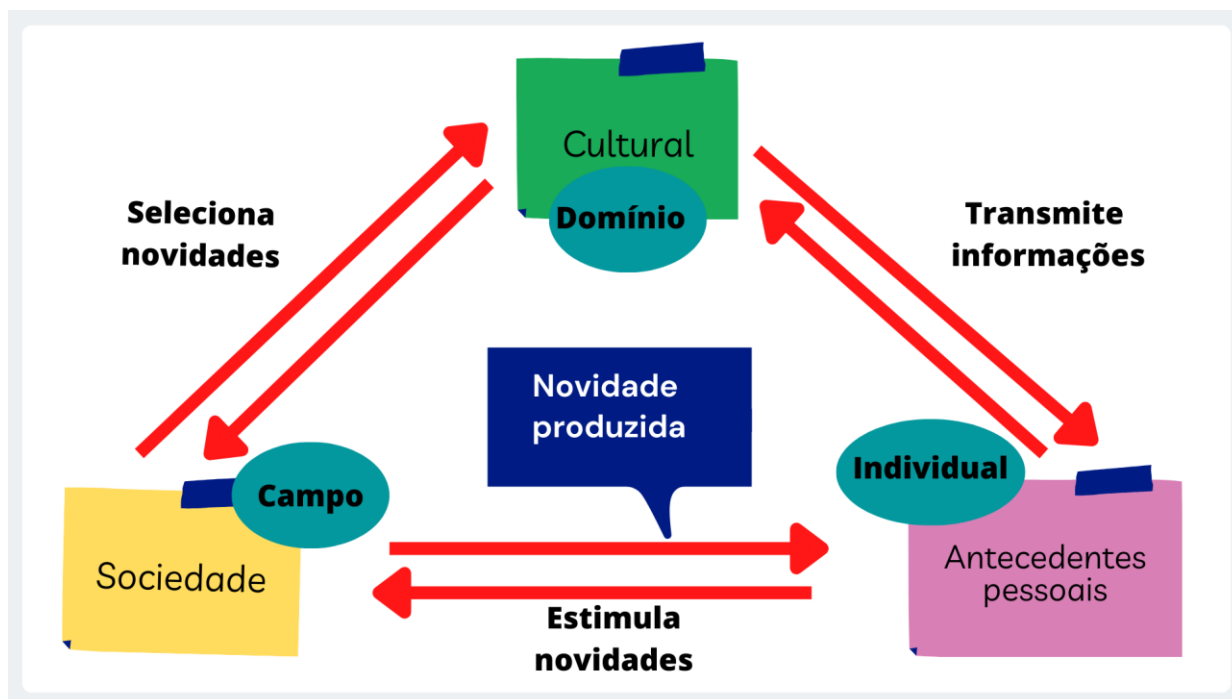 Cultural
Domínio
Seleciona
novidades
Transmite
informações
Novidade
produzida
Campo
Sociedade
Individual
Antecedentes
pessoais
Estimula
novidades